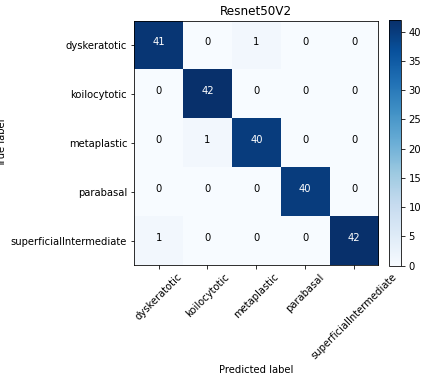 Resnet50V2
dyskeratotic 41 0 1 0 0
koilocytotic 0 42 0 0 0
metaplastic 0 1 40 0 0
parabasal 0 0 0 40 0
superficialIntermediate 1 0 0 0 42
dyskeratotic koilocytotic metaplastic parabasal superficialIntermediate
Predicted label
40
35
30
25
20
15
10
5
0